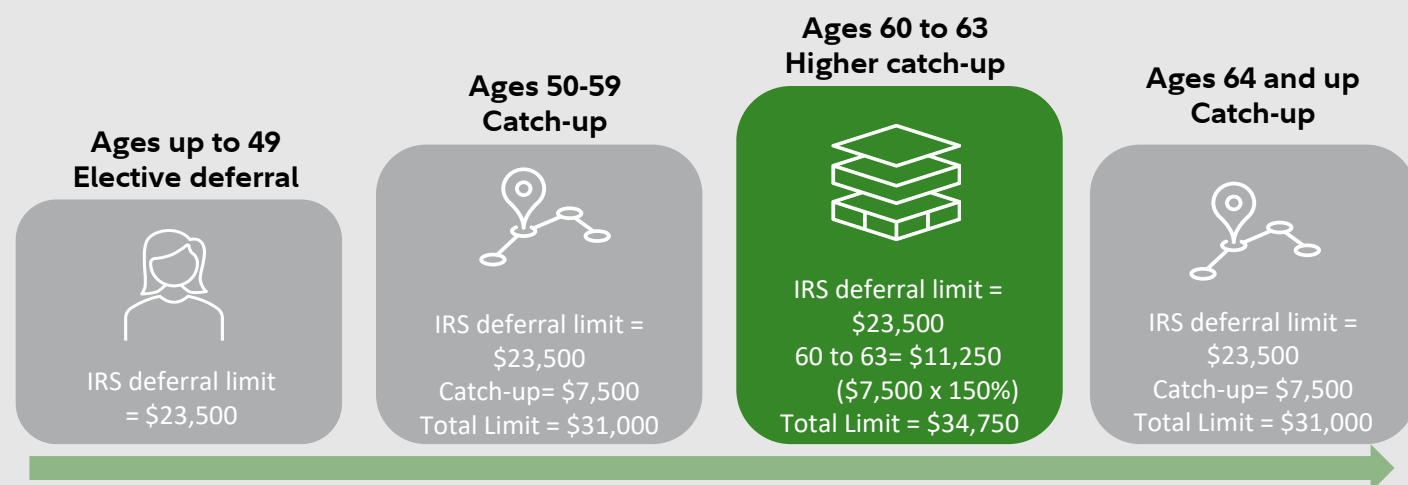 Ages up to 49
Elective deferral
IRS deferral limit
= $23,500
Ages 50-59
Catch-up
IRS deferral limit =
$23,500
Catch-up= $7,500
Total Limit = $31,000
Ages 60 to 63
Higher catch-up
IRS deferral limit =
$23,500
60 to 63= $11,250
($7,500 x 150%)
Total Limit = $34,750
Ages 64 and up
Catch-up
IRS deferral limit =
$23,500
Catch-up= $7,500
Total Limit = $31,000